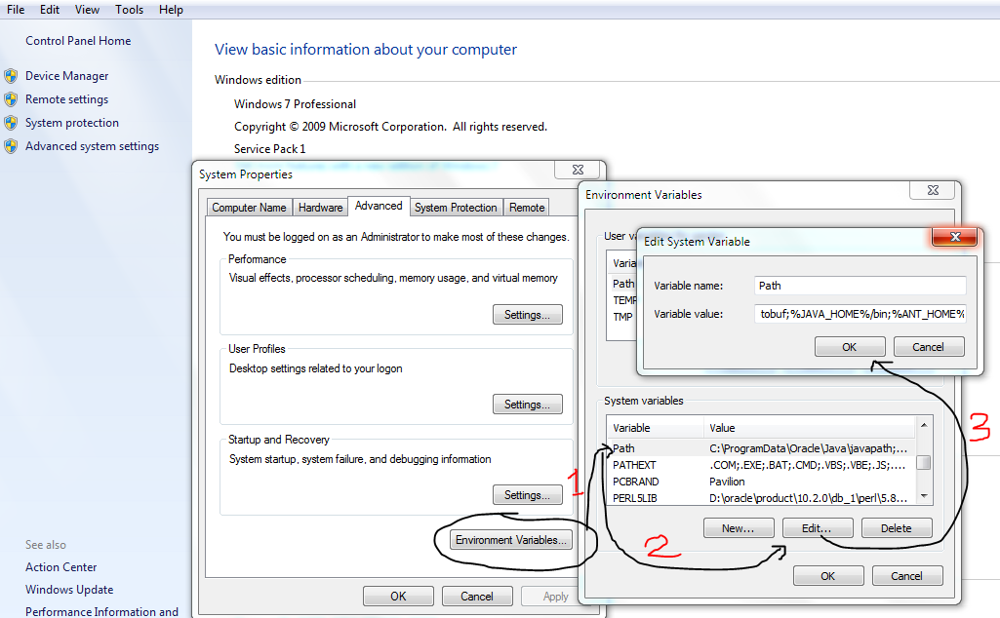 File Edit View Tools Help
Control Panel Home
Device Manager
Remote settings
System protection
Advanced system settings
See also
Action Center
Windows Update
Performance Information and
View basic information about your computer
Windows edition
Windows 7 Professional
Copyright © 2009 Microsoft Corporation. All rights reserved.
Service Pack 1
System Properties
Computer Name Hardware Advanced System Protection Remote
You must be logged on as an Administrator to make most of these changes.
Performance
Visual effects, processor scheduling, memory usage, and virtual memory
Settings...
User Profiles
Desktop settings related to your logon
Settings...
Startup and Recovery
System startup, system failure, and debugging information
Settings...
1
Environment Variables...
OK Cancel Apply
Environment Variables
User va
Varia
Path
TEMP
TMP
Edit System Variable
Variable name: Path
Variable value: tobuf;%JAVA_HOME%/bin;%ANT_HOME%
OK Cancel
System variables
Variable Value
Path C:\ProgramData\Oracle\Java\javapath;...
PATHEXT .COM;.EXE;.BAT;.CMD;.VBS;.VBE;.JS;....
PCBRAND Pavilion
PERL5LIB D:\oracle\product\10.2.0\db_1\perl\5.8...
New... Edit... Delete
2
3
OK Cancel